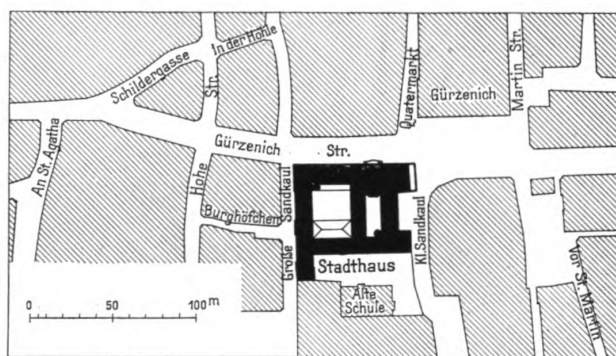 In der Höhle
Schildergasse
Str.
Quatermarkt
Gürzenich
Martin Str.
An St. Agatha
Hohe
Gürzenich Str.
Große Sandkaul
Burghöfchen
Kl. Sandkaul
Stadthaus
Alte
Schule
Vor St. Martin
0 50 100 m